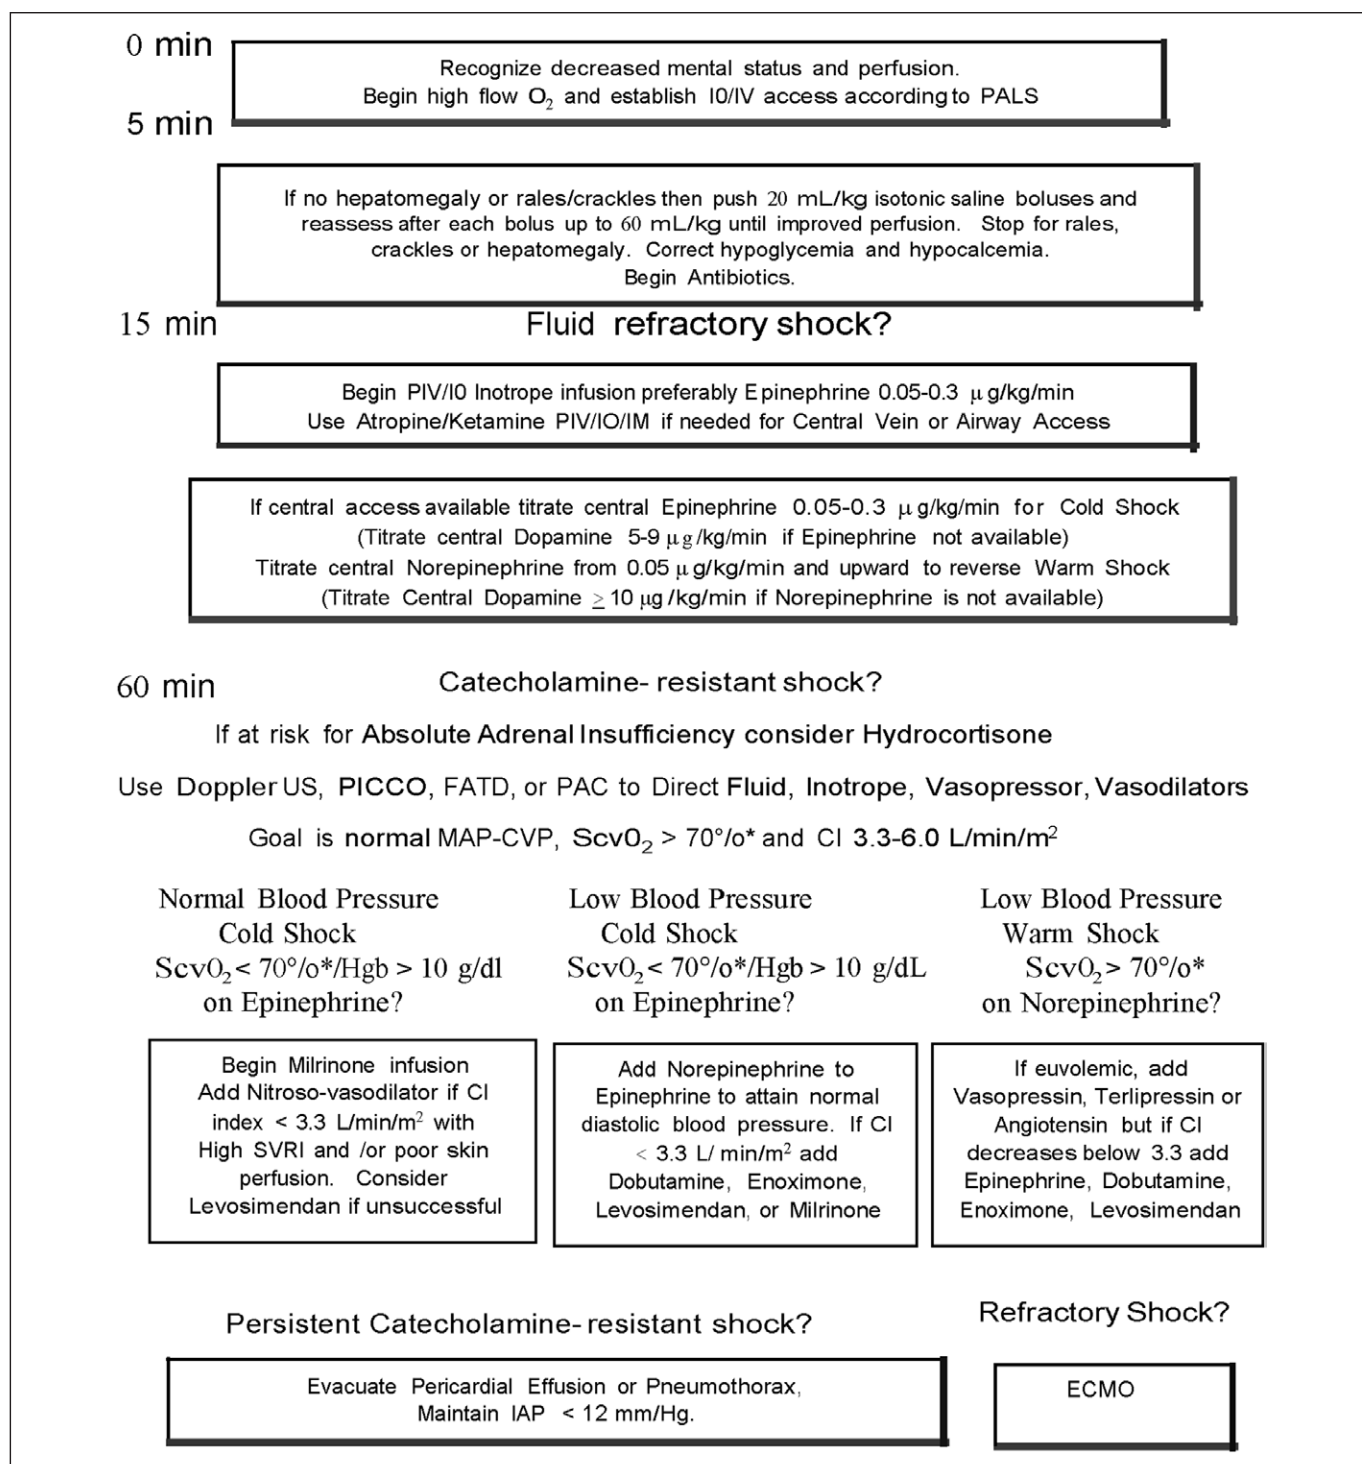 0 min
Recognize decreased mental status and perfusion.
Begin high flow O₂ and establish I0/IV access according to PALS
5 min
If no hepatomegaly or rales/crackles then push 20 mL/kg isotonic saline boluses and
reassess after each bolus up to 60 mL/kg until improved perfusion. Stop for rales,
crackles or hepatomegaly. Correct hypoglycemia and hypocalcemia.
Begin Antibiotics.
15 min
Fluid refractory shock?
Begin PIV/I0 Inotrope infusion preferably Epinephrine 0.05-0.3 μg/kg/min
Use Atropine/Ketamine PIV/IO/IM if needed for Central Vein or Airway Access
If central access available titrate central Epinephrine 0.05-0.3 μg/kg/min for Cold Shock
(Titrate central Dopamine 5-9 μg/kg/min if Epinephrine not available)
Titrate central Norepinephrine from 0.05 μg/kg/min and upward to reverse Warm Shock
(Titrate Central Dopamine ≥ 10 μg/kg/min if Norepinephrine is not available)
60 min
Catecholamine-resistant shock?
If at risk for Absolute Adrenal Insufficiency consider Hydrocortisone
Use Doppler US, PICCO, FATD, or PAC to Direct Fluid, Inotrope, Vasopressor, Vasodilators
Goal is normal MAP-CVP, ScvO₂ > 70°/o* and CI 3.3-6.0 L/min/m²
Normal Blood Pressure
Cold Shock
ScvO₂ < 70°/o*/Hgb > 10 g/dl
on Epinephrine?
Begin Milrinone infusion
Add Nitroso-vasodilator if CI
index < 3.3 L/min/m² with
High SVRI and /or poor skin
perfusion. Consider
Levosimendan if unsuccessful
Low Blood Pressure
Cold Shock
ScvO₂ < 70°/o*/Hgb > 10 g/dL
on Epinephrine?
Add Norepinephrine to
Epinephrine to attain normal
diastolic blood pressure. If CI
< 3.3 L/ min/m² add
Dobutamine, Enoximone,
Levosimendan, or Milrinone
Low Blood Pressure
Warm Shock
ScvO₂ > 70°/o*
on Norepinephrine?
If euvolemic, add
Vasopressin, Terlipressin or
Angiotensin but if CI
decreases below 3.3 add
Epinephrine, Dobutamine,
Enoximone, Levosimendan
Persistent Catecholamine-resistant shock?
Evacuate Pericardial Effusion or Pneumothorax,
Maintain IAP < 12 mm/Hg.
Refractory Shock?
ECMO